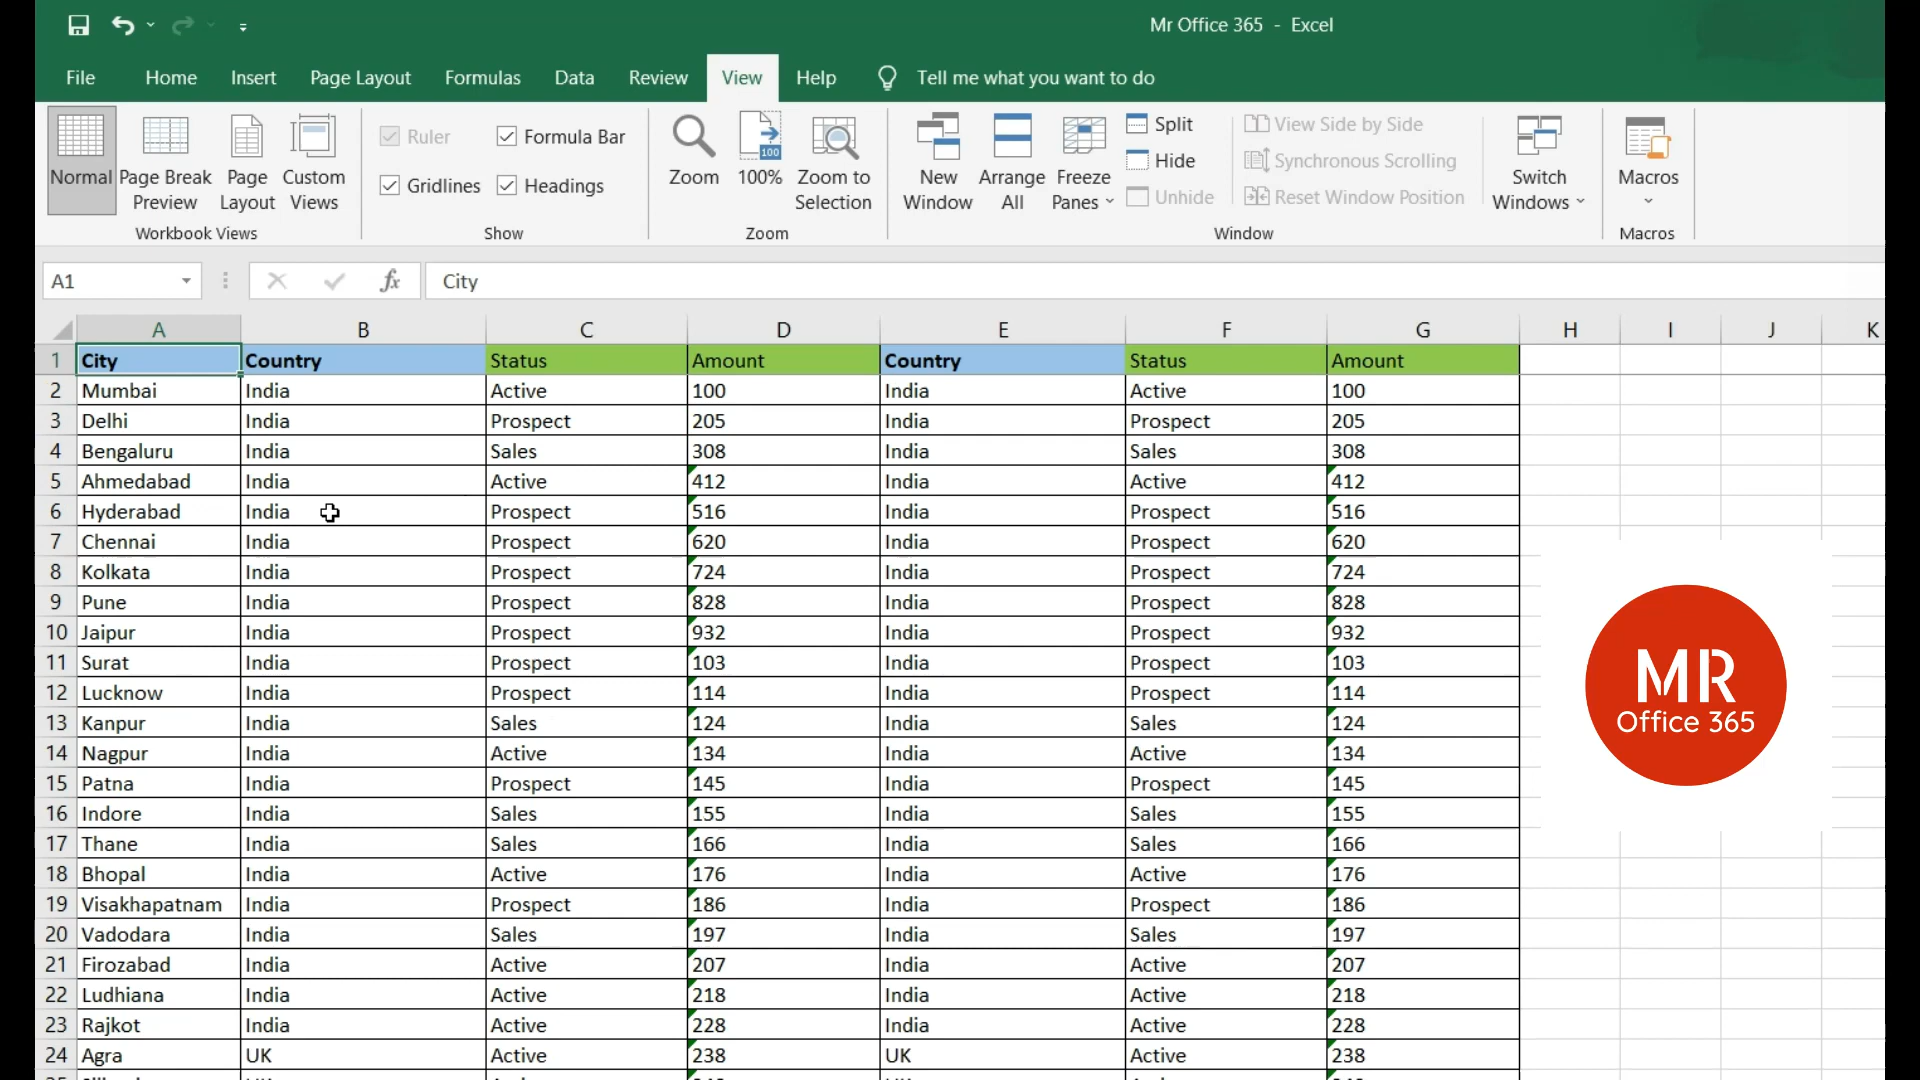 Mr Office 365 - Excel
File Home Insert Page Layout Formulas Data Review View Help Tell me what you want to do
Normal
Page Break Preview
Page Layout
Custom Views
Workbook Views
Ruler
Formula Bar
Gridlines
Headings
Show
Zoom
100
100%
Zoom to Selection
Zoom
New Window
Arrange All
Freeze Panes
Split
Hide
Unhide
View Side by Side
Synchronous Scrolling
Reset Window Position
Window
Switch Windows
Macros
Macros
A1 fx City
A B C D E F G H I J K
1 City Country Status Amount Country Status Amount
2 Mumbai India Active 100 India Active 100
3 Delhi India Prospect 205 India Prospect 205
4 Bengaluru India Sales 308 India Sales 308
5 Ahmedabad India Active 412 India Active 412
6 Hyderabad India Prospect 516 India Prospect 516
7 Chennai India Prospect 620 India Prospect 620
8 Kolkata India Prospect 724 India Prospect 724
9 Pune India Prospect 828 India Prospect 828
10 Jaipur India Prospect 932 India Prospect 932
11 Surat India Prospect 103 India Prospect 103
12 Lucknow India Prospect 114 India Prospect 114
13 Kanpur India Sales 124 India Sales 124
14 Nagpur India Active 134 India Active 134
15 Patna India Prospect 145 India Prospect 145
16 Indore India Sales 155 India Sales 155
17 Thane India Sales 166 India Sales 166
18 Bhopal India Active 176 India Active 176
19 Visakhapatnam India Prospect 186 India Prospect 186
20 Vadodara India Sales 197 India Sales 197
21 Firozabad India Active 207 India Active 207
22 Ludhiana India Active 218 India Active 218
23 Rajkot India Active 228 India Active 228
24 Agra UK Active 238 UK Active 238
MR
Office 365